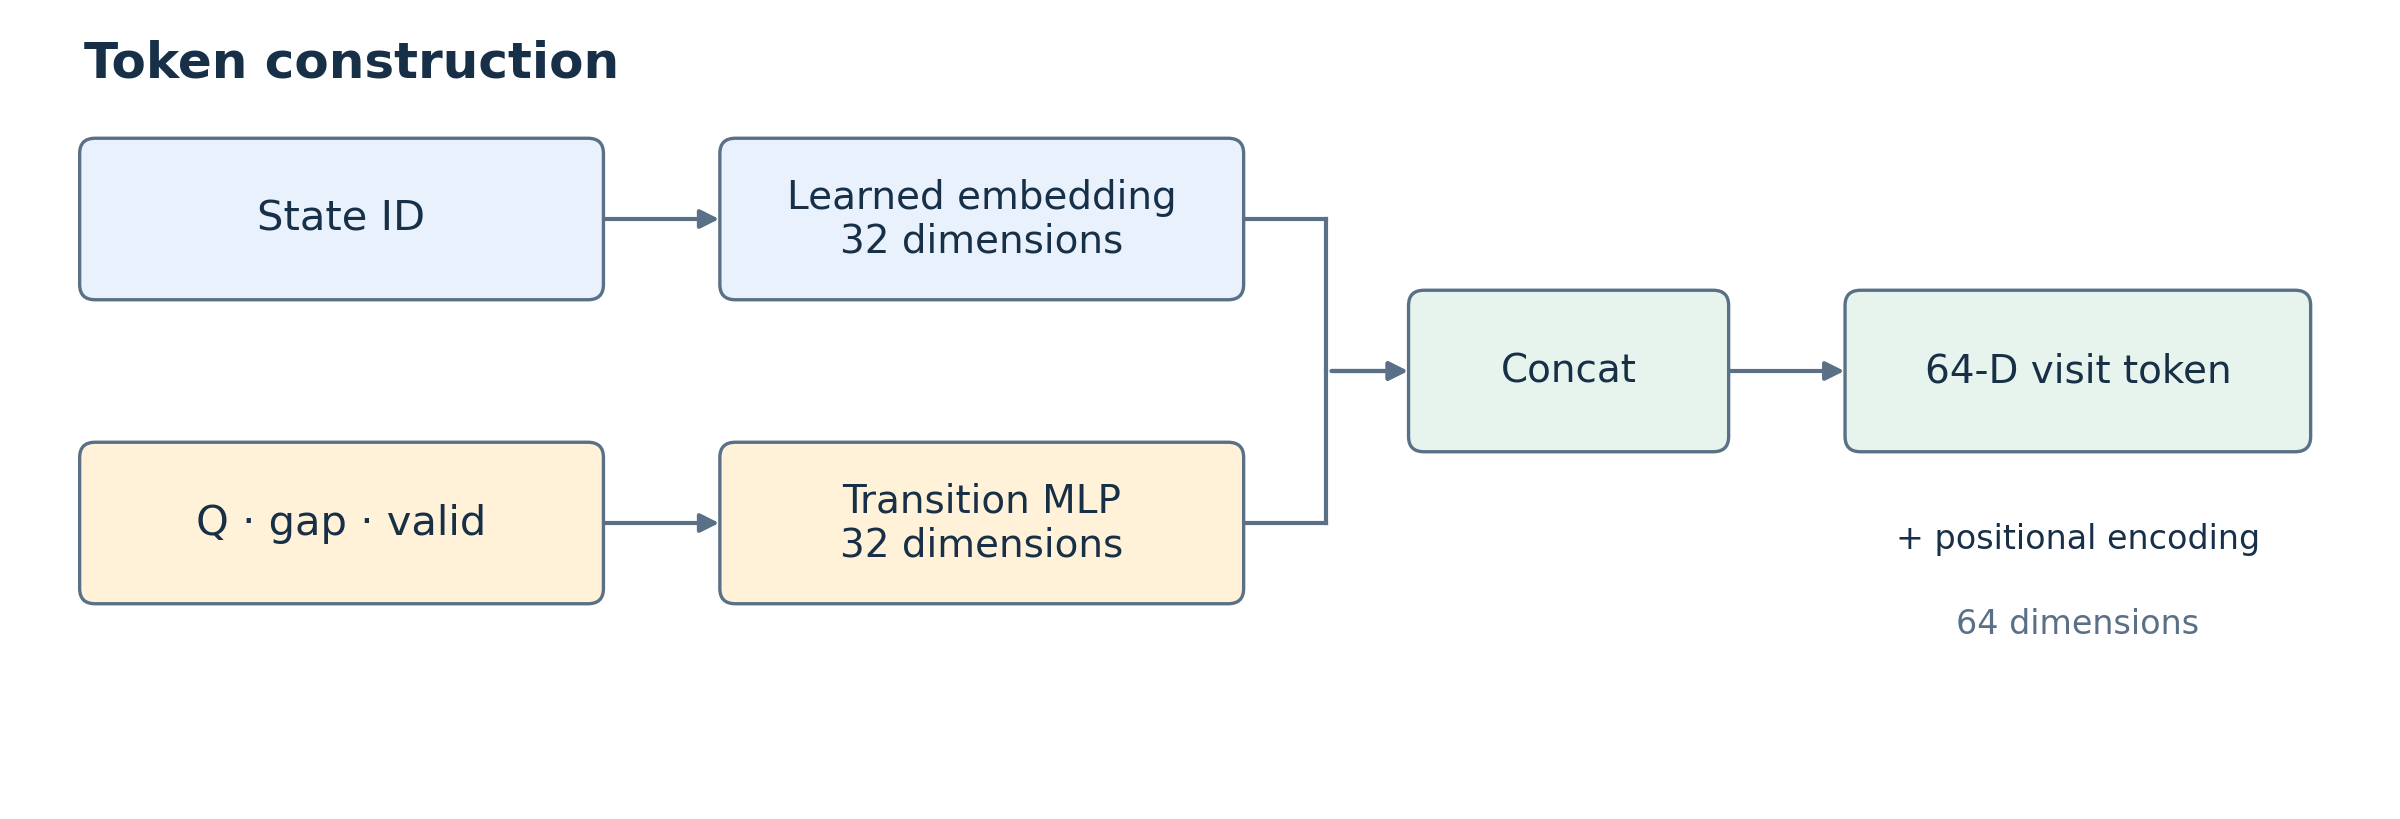 Token construction
State ID
Learned embedding
32 dimensions
Concat
64-D visit token
Q · gap · valid
Transition MLP
32 dimensions
+ positional encoding
64 dimensions